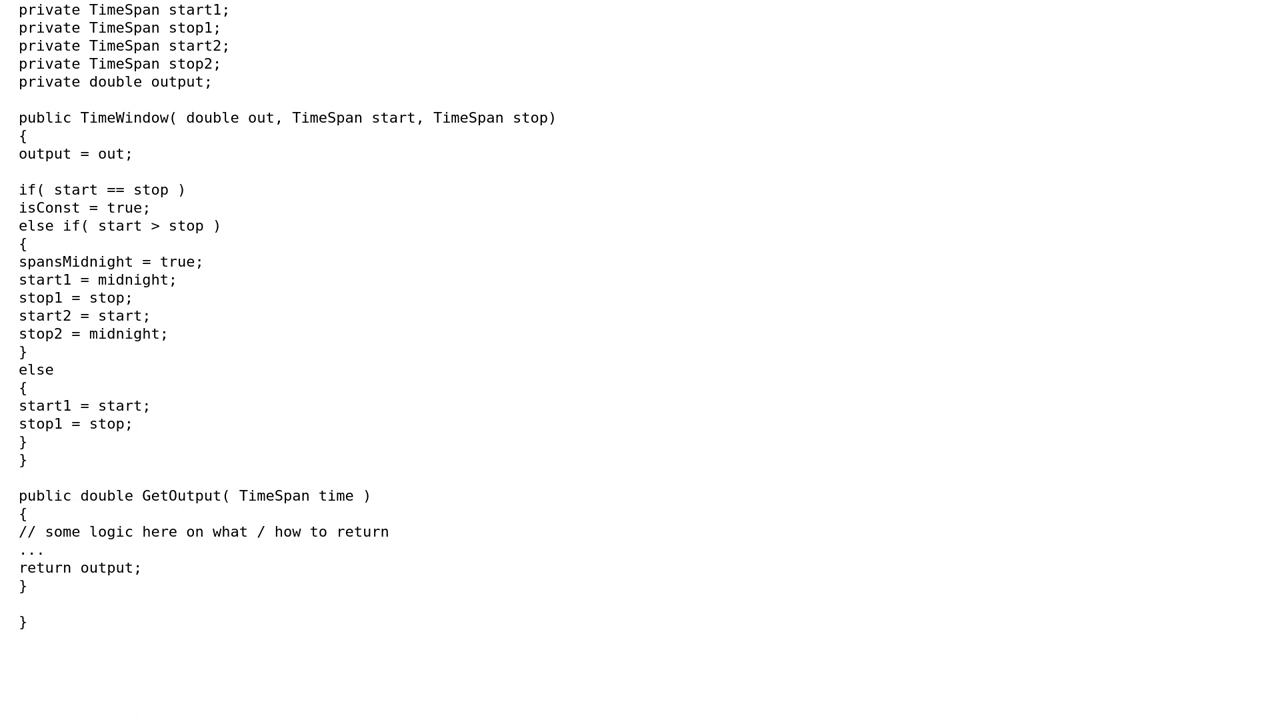 private TimeSpan start1;
private TimeSpan stop1;
private TimeSpan start2;
private TimeSpan stop2;
private double output;

public TimeWindow( double out, TimeSpan start, TimeSpan stop)
{
output = out;

if( start == stop )
isConst = true;
else if( start > stop )
{
spansMidnight = true;
start1 = midnight;
stop1 = stop;
start2 = start;
stop2 = midnight;
}
else
{
start1 = start;
stop1 = stop;
}
}

public double GetOutput( TimeSpan time )
{
// some logic here on what / how to return
...
return output;
}

}